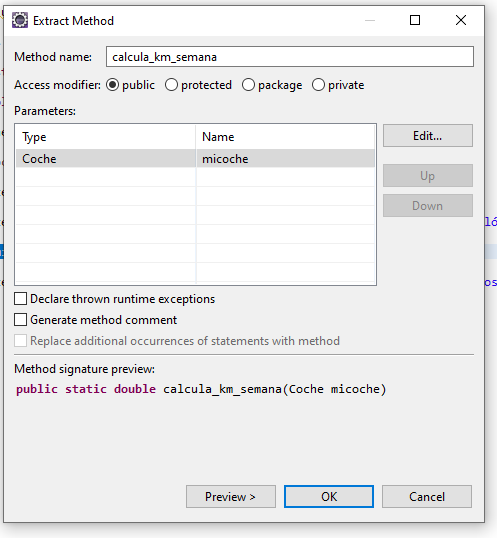 Extract Method
Method name: calcula_km_semana
Access modifier: public protected package private
Parameters:
Type Name
Coche micoche
Edit...
Up
Down
Declare thrown runtime exceptions
Generate method comment
Replace additional occurrences of statements with method
Method signature preview:
public static double calcula_km_semana(Coche micoche)
Preview > OK Cancel